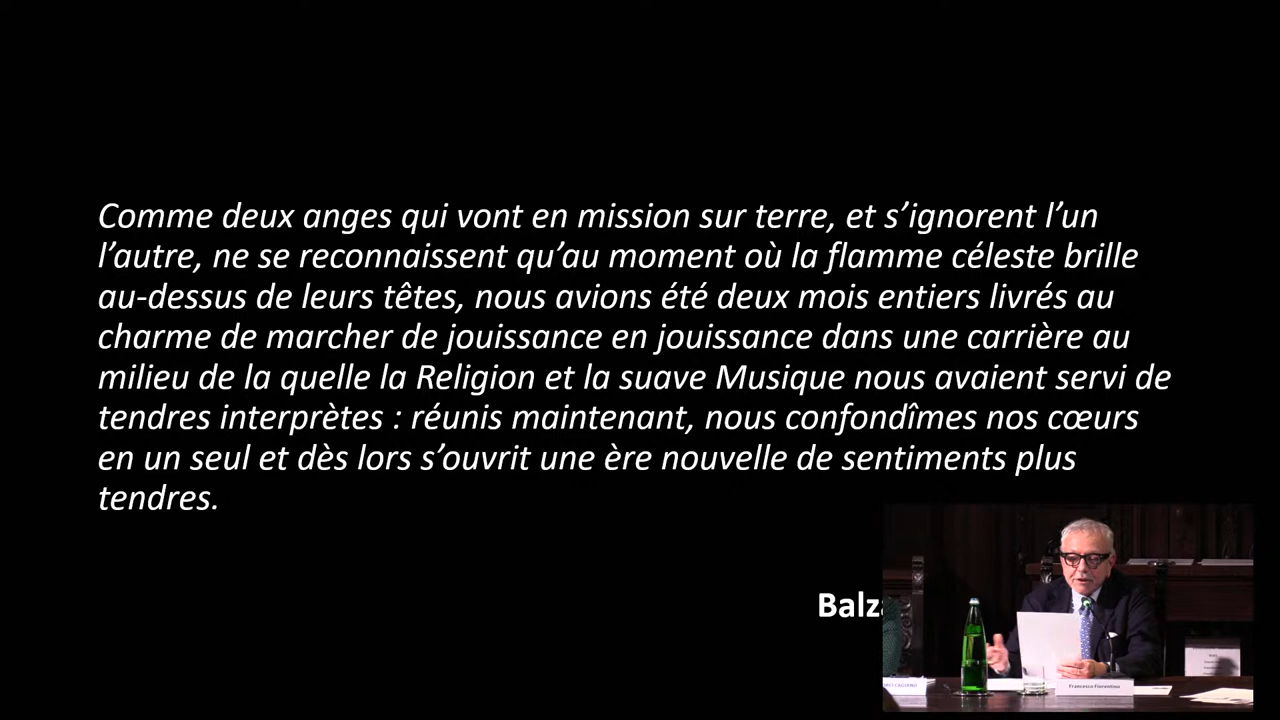 Comme deux anges qui vont en mission sur terre, et s’ignorent l’un
l’autre, ne se reconnaissent qu’au moment où la flamme céleste brille
au-dessus de leurs têtes, nous avions été deux mois entiers livrés au
charme de marcher de jouissance en jouissance dans une carrière au
milieu de la quelle la Religion et la suave Musique nous avaient servi de
tendres interprètes : réunis maintenant, nous confondîmes nos cœurs
en un seul et dès lors s’ouvrit une ère nouvelle de sentiments plus
tendres.
Balz
CAGLIANO
Francesco Fiorentino